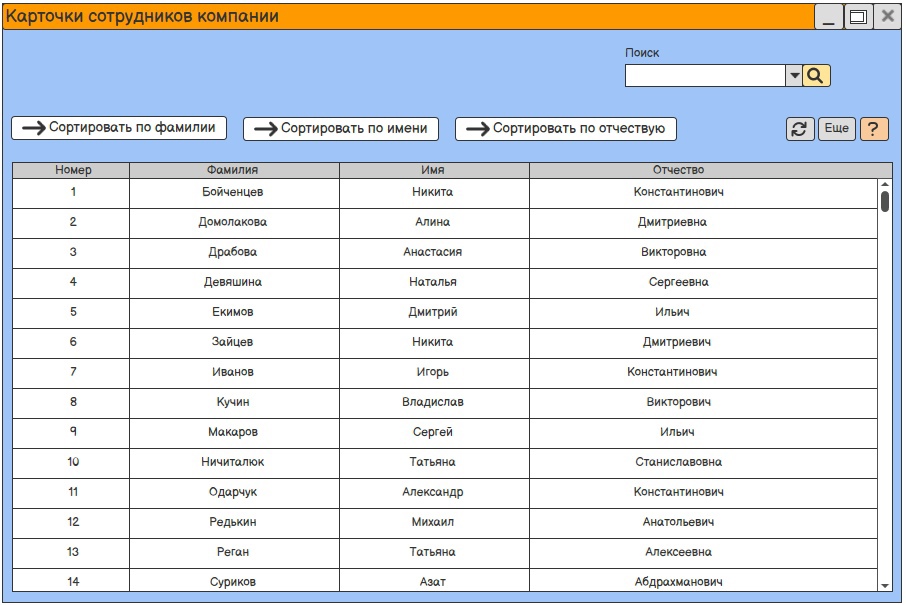 Карточки сотрудников компании
Поиск
Сортировать по фамилии Сортировать по имени Сортировать по отчествую Еще ?
Номер Фамилия Имя Отчество
1 Бойченцев Никита Константинович
2 Домолакова Алина Дмитриевна
3 Драбова Анастасия Викторовна
4 Девяшина Наталья Сергеевна
5 Екимов Дмитрий Ильич
6 Зайцев Никита Дмитриевич
7 Иванов Игорь Константинович
8 Кучин Владислав Викторович
9 Макаров Сергей Ильич
10 Ничиталюк Татьяна Станиславовна
11 Одарчук Александр Константинович
12 Редькин Михаил Анатольевич
13 Реган Татьяна Алексеевна
14 Суриков Азат Абдрахманович